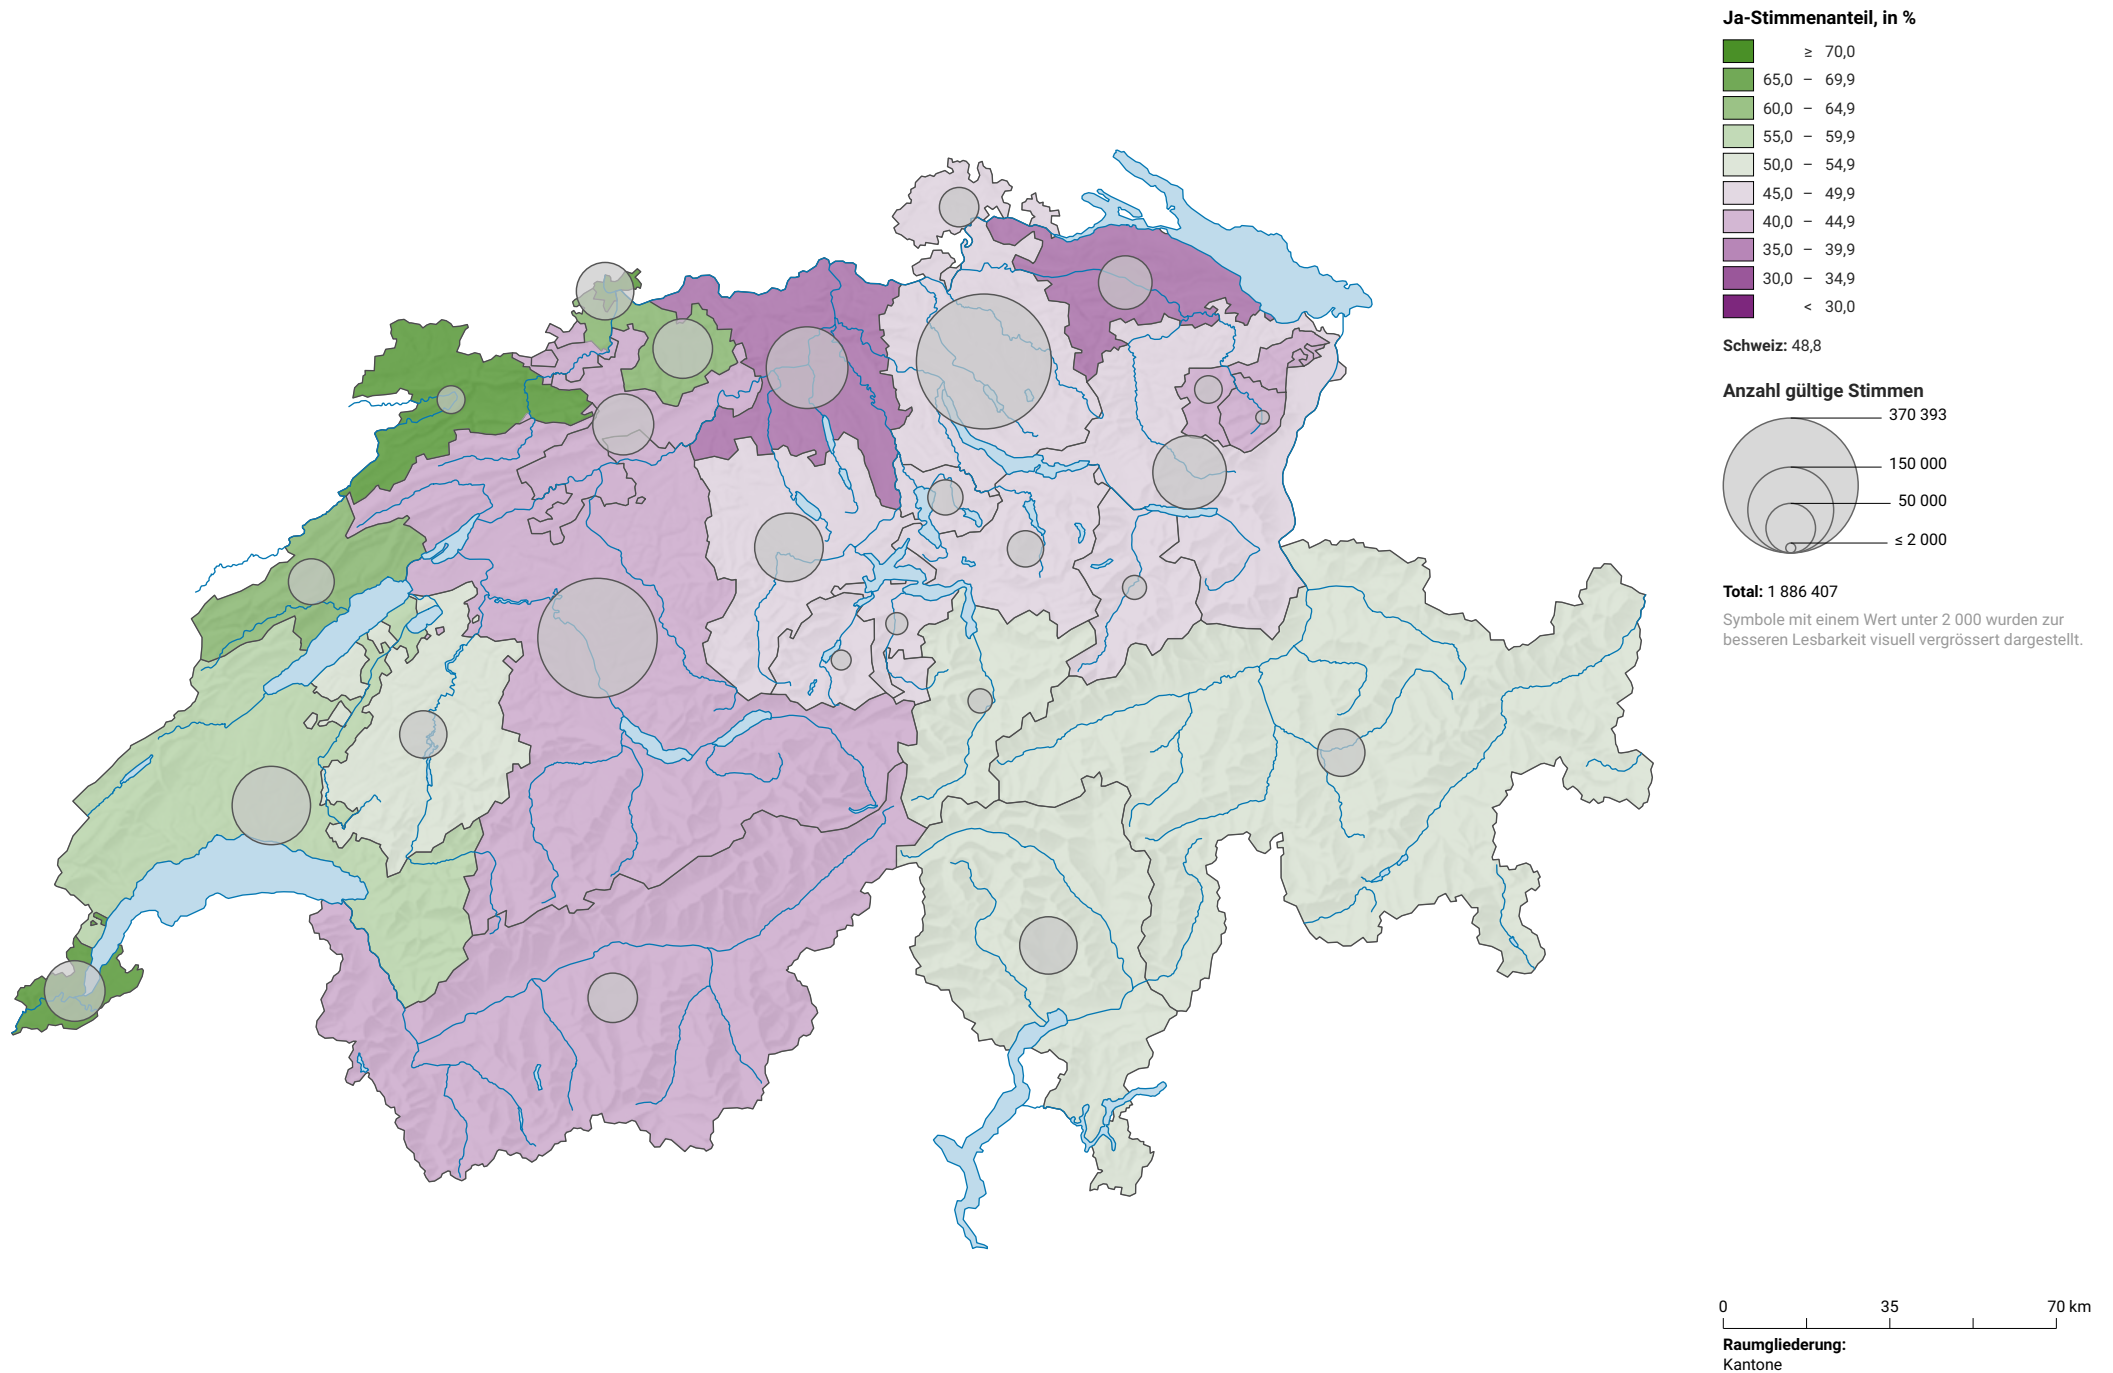 Ja-Stimmenanteil, in %
≥ 70,0
65,0 – 69,9
60,0 – 64,9
55,0 – 59,9
50,0 – 54,9
45,0 – 49,9
40,0 – 44,9
35,0 – 39,9
30,0 – 34,9
< 30,0
Schweiz: 48,8
Anzahl gültige Stimmen
370 393
150 000
50 000
≤ 2 000
Total: 1 886 407
Symbole mit einem Wert unter 2 000 wurden zur
besseren Lesbarkeit visuell vergrössert dargestellt.
0 35 70 km
Raumgliederung:
Kantone